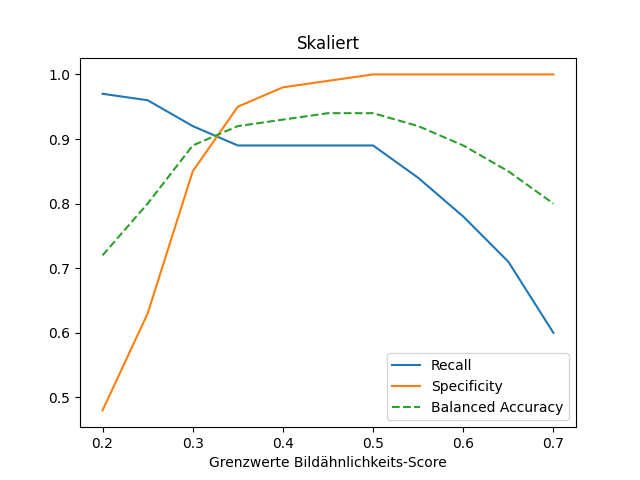 Skaliert
1.0
0.9
0.8
0.7
0.6
0.5
0.2
0.3
0.4
0.5
0.6
0.7
Grenzwerte Bildähnlichkeits-Score
Recall
Specificity
Balanced Accuracy